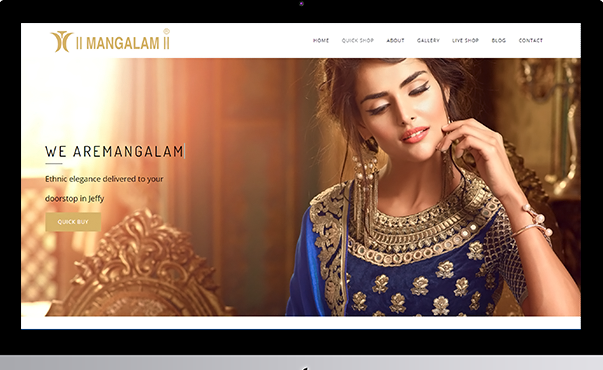 || MANGALAM || ®
HOME QUICK SHOP ABOUT GALLERY LIVE SHOP BLOG CONTACT
WE AREMANGALAM
Ethnic elegance delivered to your
doorstop in Jeffy
QUICK BUY